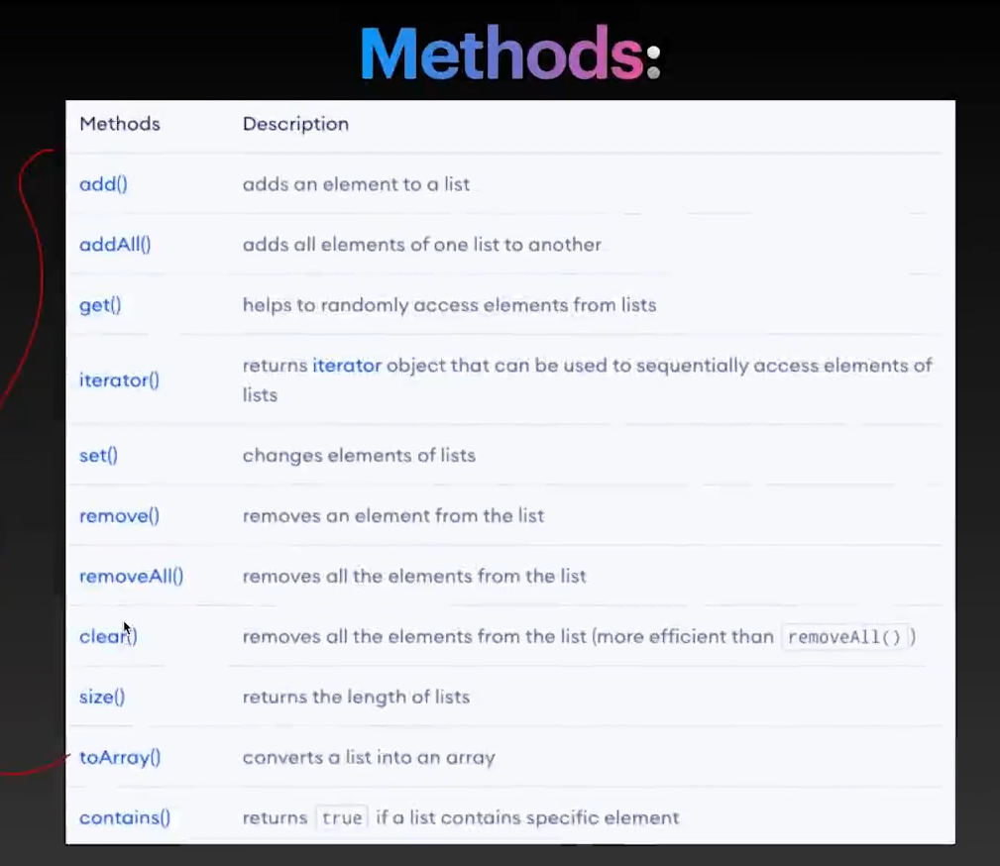 Methods:
Methods Description
add() adds an element to a list
addAll() adds all elements of one list to another
get() helps to randomly access elements from lists
iterator() returns iterator object that can be used to sequentially access elements of
lists
set() changes elements of lists
remove() removes an element from the list
removeAll() removes all the elements from the list
clear() removes all the elements from the list (more efficient than removeAll() )
size() returns the length of lists
toArray() converts a list into an array
contains() returns true if a list contains specific element